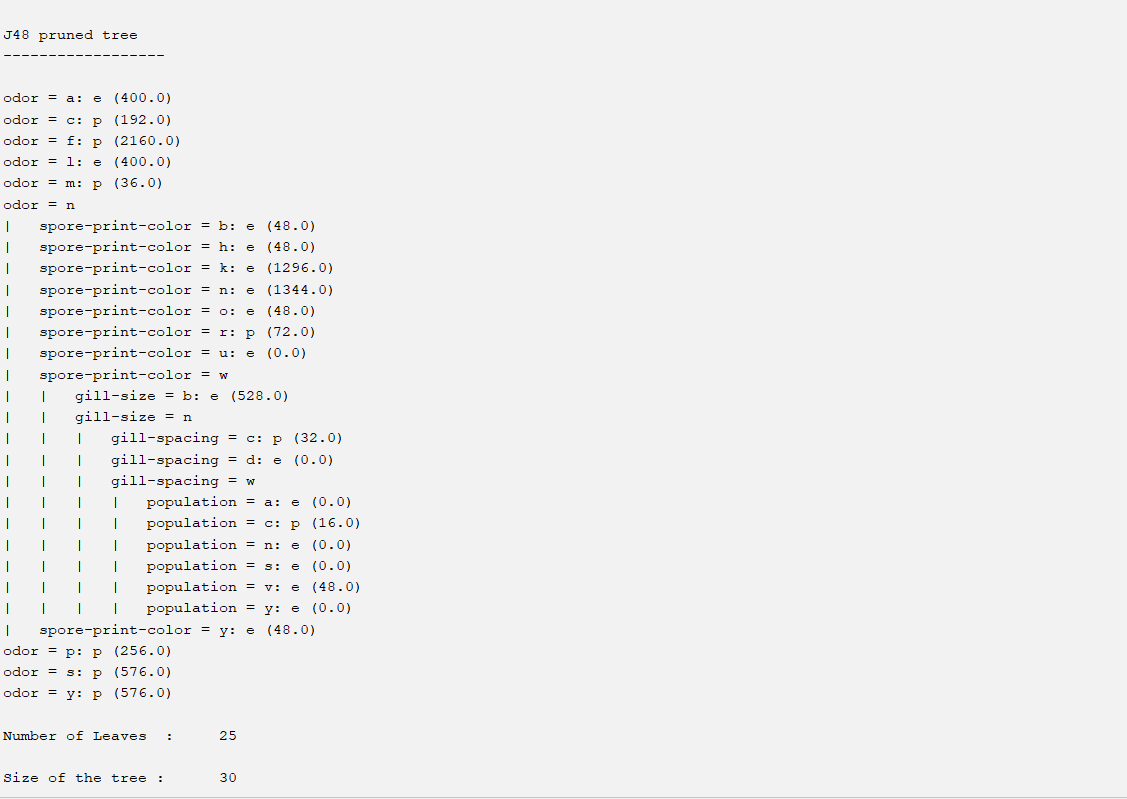 J48 pruned tree
------------------
odor = a: e (400.0)
odor = c: p (192.0)
odor = f: p (2160.0)
odor = l: e (400.0)
odor = m: p (36.0)
odor = n
|   spore-print-color = b: e (48.0)
|   spore-print-color = h: e (48.0)
|   spore-print-color = k: e (1296.0)
|   spore-print-color = n: e (1344.0)
|   spore-print-color = o: e (48.0)
|   spore-print-color = r: p (72.0)
|   spore-print-color = u: e (0.0)
|   spore-print-color = w
|   |   gill-size = b: e (528.0)
|   |   gill-size = n
|   |   |   gill-spacing = c: p (32.0)
|   |   |   gill-spacing = d: e (0.0)
|   |   |   gill-spacing = w
|   |   |   |   population = a: e (0.0)
|   |   |   |   population = c: p (16.0)
|   |   |   |   population = n: e (0.0)
|   |   |   |   population = s: e (0.0)
|   |   |   |   population = v: e (48.0)
|   |   |   |   population = y: e (0.0)
|   spore-print-color = y: e (48.0)
odor = p: p (256.0)
odor = s: p (576.0)
odor = y: p (576.0)
Number of Leaves  :     25
Size of the tree :      30